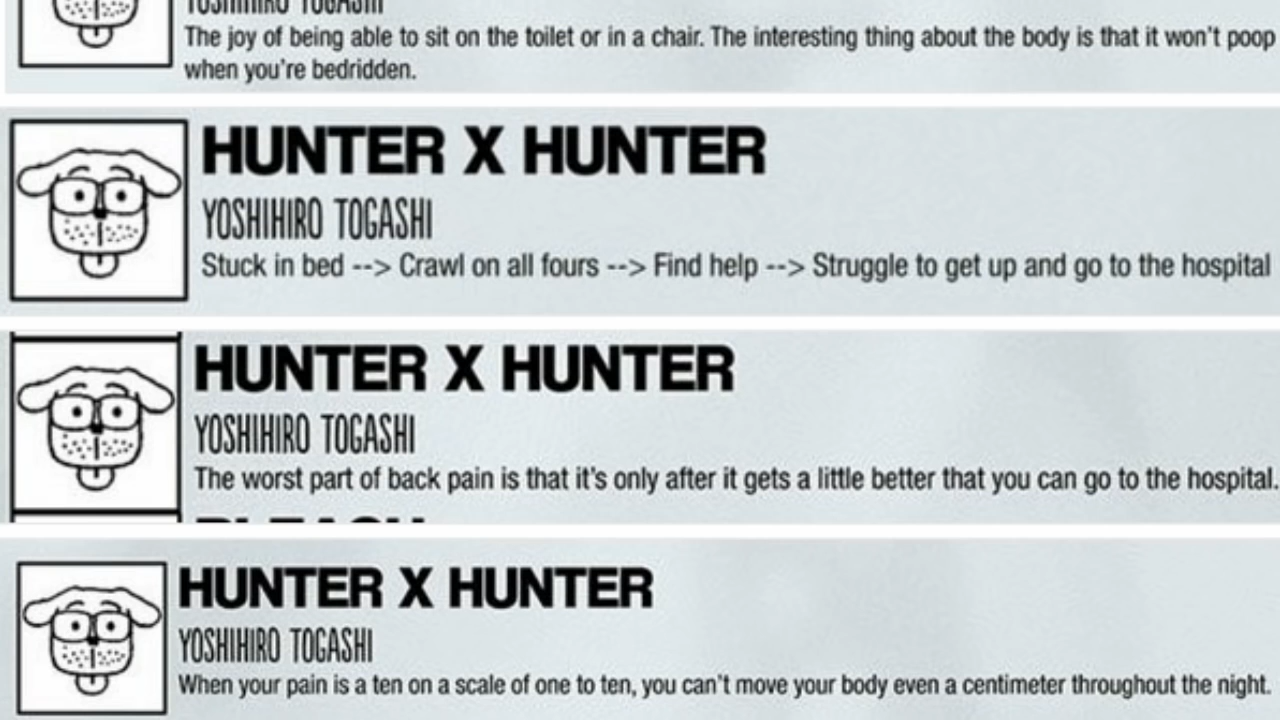 YOSHIHIRO TOGASHI
The joy of being able to sit on the toilet or in a chair. The interesting thing about the body is that it won't poop
when you're bedridden.
HUNTER X HUNTER
YOSHIHIRO TOGASHI
Stuck in bed --> Crawl on all fours --> Find help --> Struggle to get up and go to the hospital
HUNTER X HUNTER
YOSHIHIRO TOGASHI
The worst part of back pain is that it's only after it gets a little better that you can go to the hospital.
BLEACH
HUNTER X HUNTER
YOSHIHIRO TOGASHI
When your pain is a ten on a scale of one to ten, you can't move your body even a centimeter throughout the night.